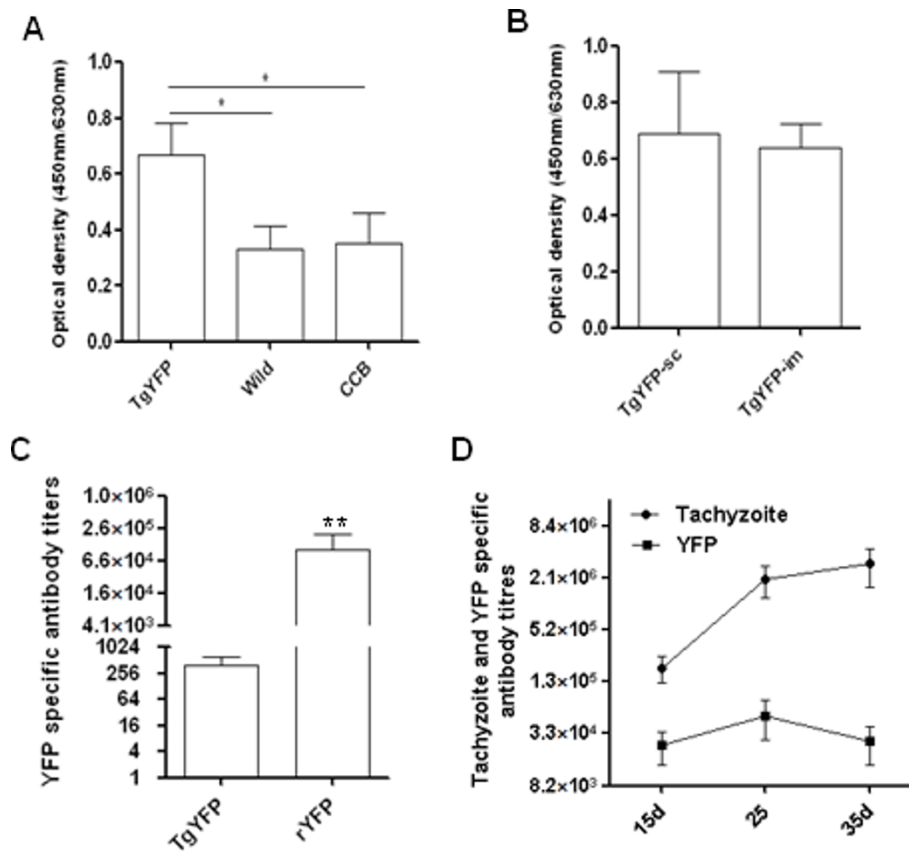 A
Optical density (450nm/630nm)
1.0
0.8
0.6
0.4
0.2
0.0
*
*
TgYFP
Wild
CCB
B
Optical density (450nm/630nm)
1.0
0.8
0.6
0.4
0.2
0.0
TgYFP-sc
TgYFP-im
C
YFP specific antibody titers
1.0×10⁶
2.6×10⁵
6.6×10⁴
1.6×10⁴
4.1×10³
1024
256
64
16
4
1
**
TgYFP
rYFP
D
Tachyzoite and YFP specific
antibody titres
8.4×10⁶
2.1×10⁶
5.2×10⁵
1.3×10⁵
3.3×10⁴
8.2×10³
Tachyzoite
YFP
15d
25
35d